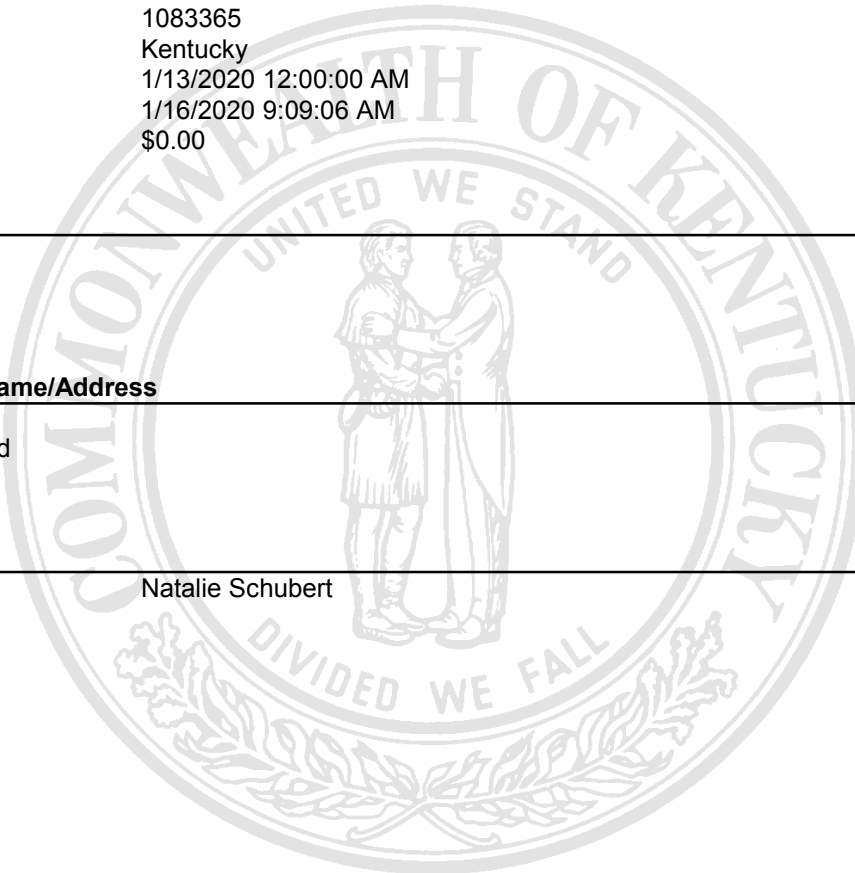 1083365
Kentucky
1/13/2020 12:00:00 AM
1/16/2020 9:09:06 AM
$0.00
COMMONWEALTH OF KENTUCKY
UNITED WE STAND
ame/Address
d
Natalie Schubert
DIVIDED WE FALL